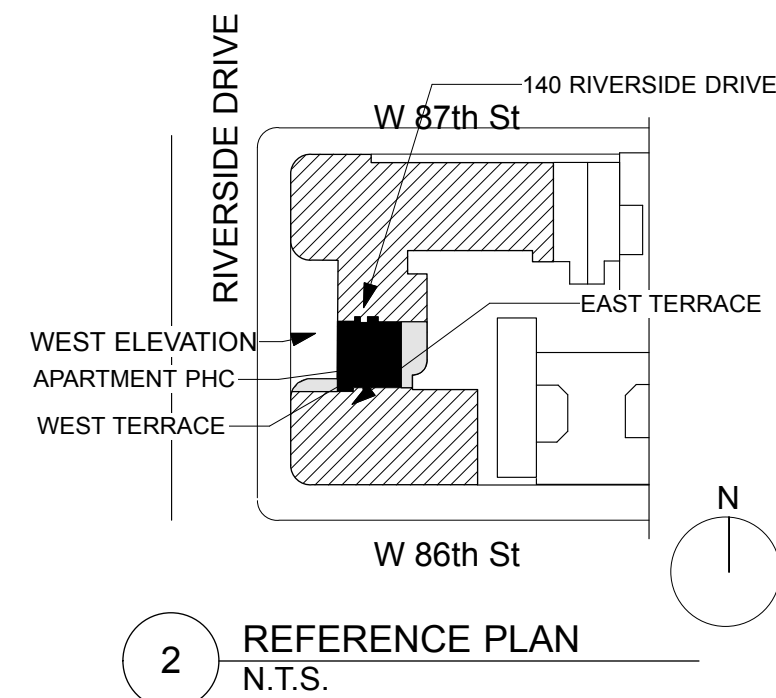 RIVERSIDE DRIVE
140 RIVERSIDE DRIVE
W 87th St
EAST TERRACE
WEST ELEVATION
APARTMENT PHC
WEST TERRACE
N
W 86th St
2
REFERENCE PLAN
N.T.S.